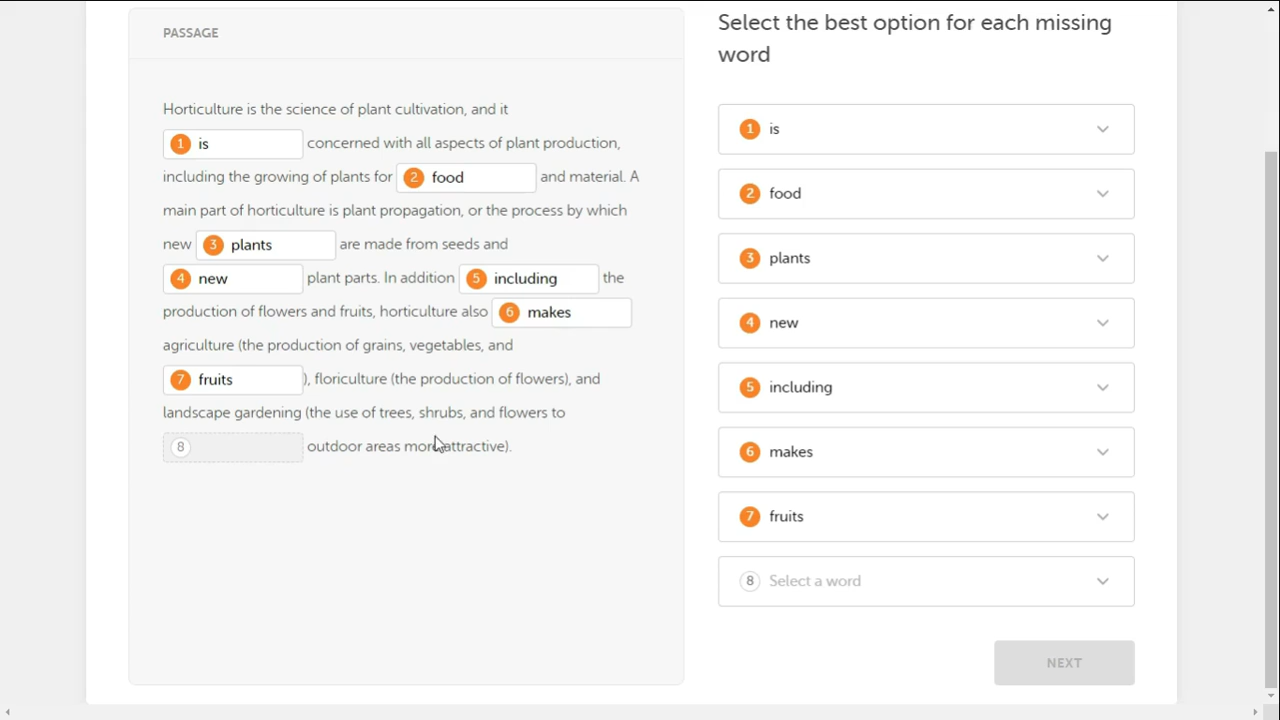 PASSAGE
Horticulture is the science of plant cultivation, and it
1 is concerned with all aspects of plant production,
including the growing of plants for 2 food and material. A
main part of horticulture is plant propagation, or the process by which
new 3 plants are made from seeds and
4 new plant parts. In addition 5 including the
production of flowers and fruits, horticulture also 6 makes
agriculture (the production of grains, vegetables, and
7 fruits ), floriculture (the production of flowers), and
landscape gardening (the use of trees, shrubs, and flowers to
8 outdoor areas more attractive).
Select the best option for each missing
word
1 is
2 food
3 plants
4 new
5 including
6 makes
7 fruits
8 Select a word
NEXT